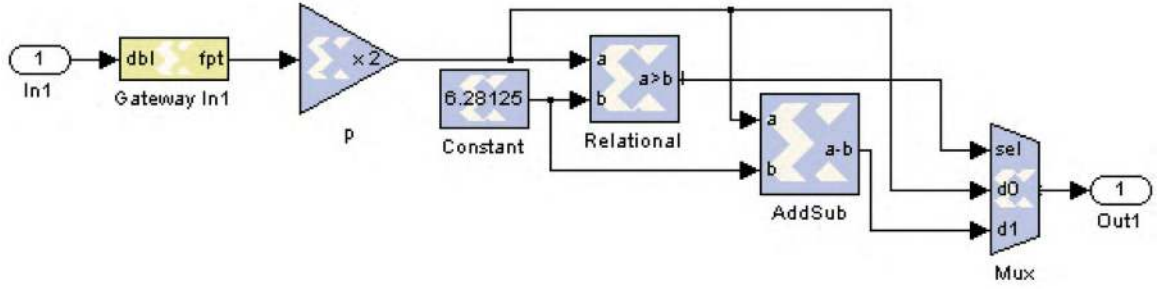 1
In1
dbl fpt
Gateway In1
x 2
p
6.28125
Constant
a
b
a>b
Relational
a
b
a-b
AddSub
sel
d0
d1
Mux
1
Out1